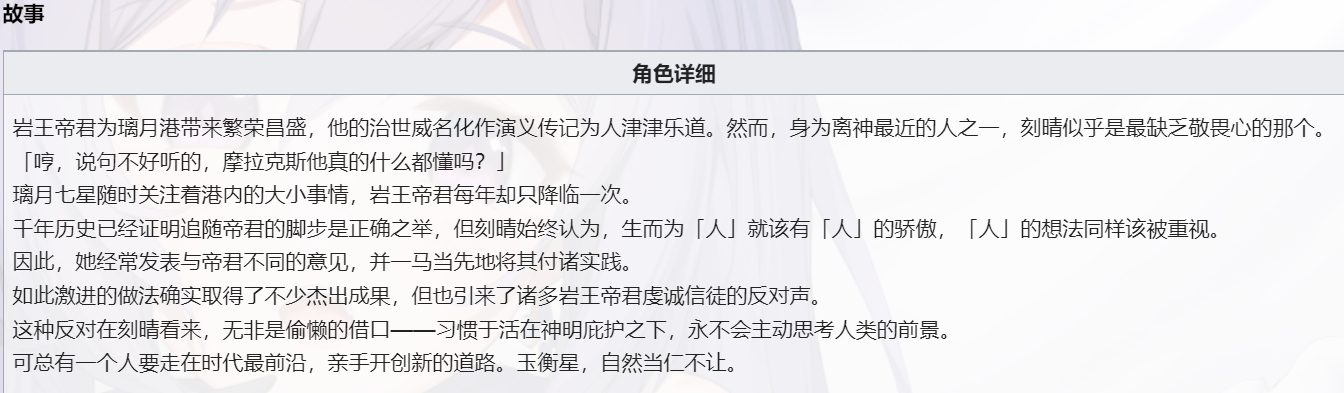 故事
角色详细
岩王帝君为璃月港带来繁荣昌盛，他的治世威名化作演义传记为人津津乐道。然而，身为离神最近的人之一，刻晴似乎是最缺乏敬畏心的那个。
「哼，说句不好听的，摩拉克斯他真的什么都懂吗？」
璃月七星随时关注着港内的大小事情，岩王帝君每年却只降临一次。
千年历史已经证明追随帝君的脚步是正确之举，但刻晴始终认为，生而为「人」就该有「人」的骄傲，「人」的想法同样该被重视。
因此，她经常发表与帝君不同的意见，并一马当先地将其付诸实践。
如此激进的做法确实取得了不少杰出成果，但也引来了诸多岩王帝君虔诚信徒的反对声。
这种反对在刻晴看来，无非是偷懒的借口——习惯于活在神明庇护之下，永不会主动思考人类的前景。
可总有一个人要走在时代最前沿，亲手开创新的道路。玉衡星，自然当仁不让。